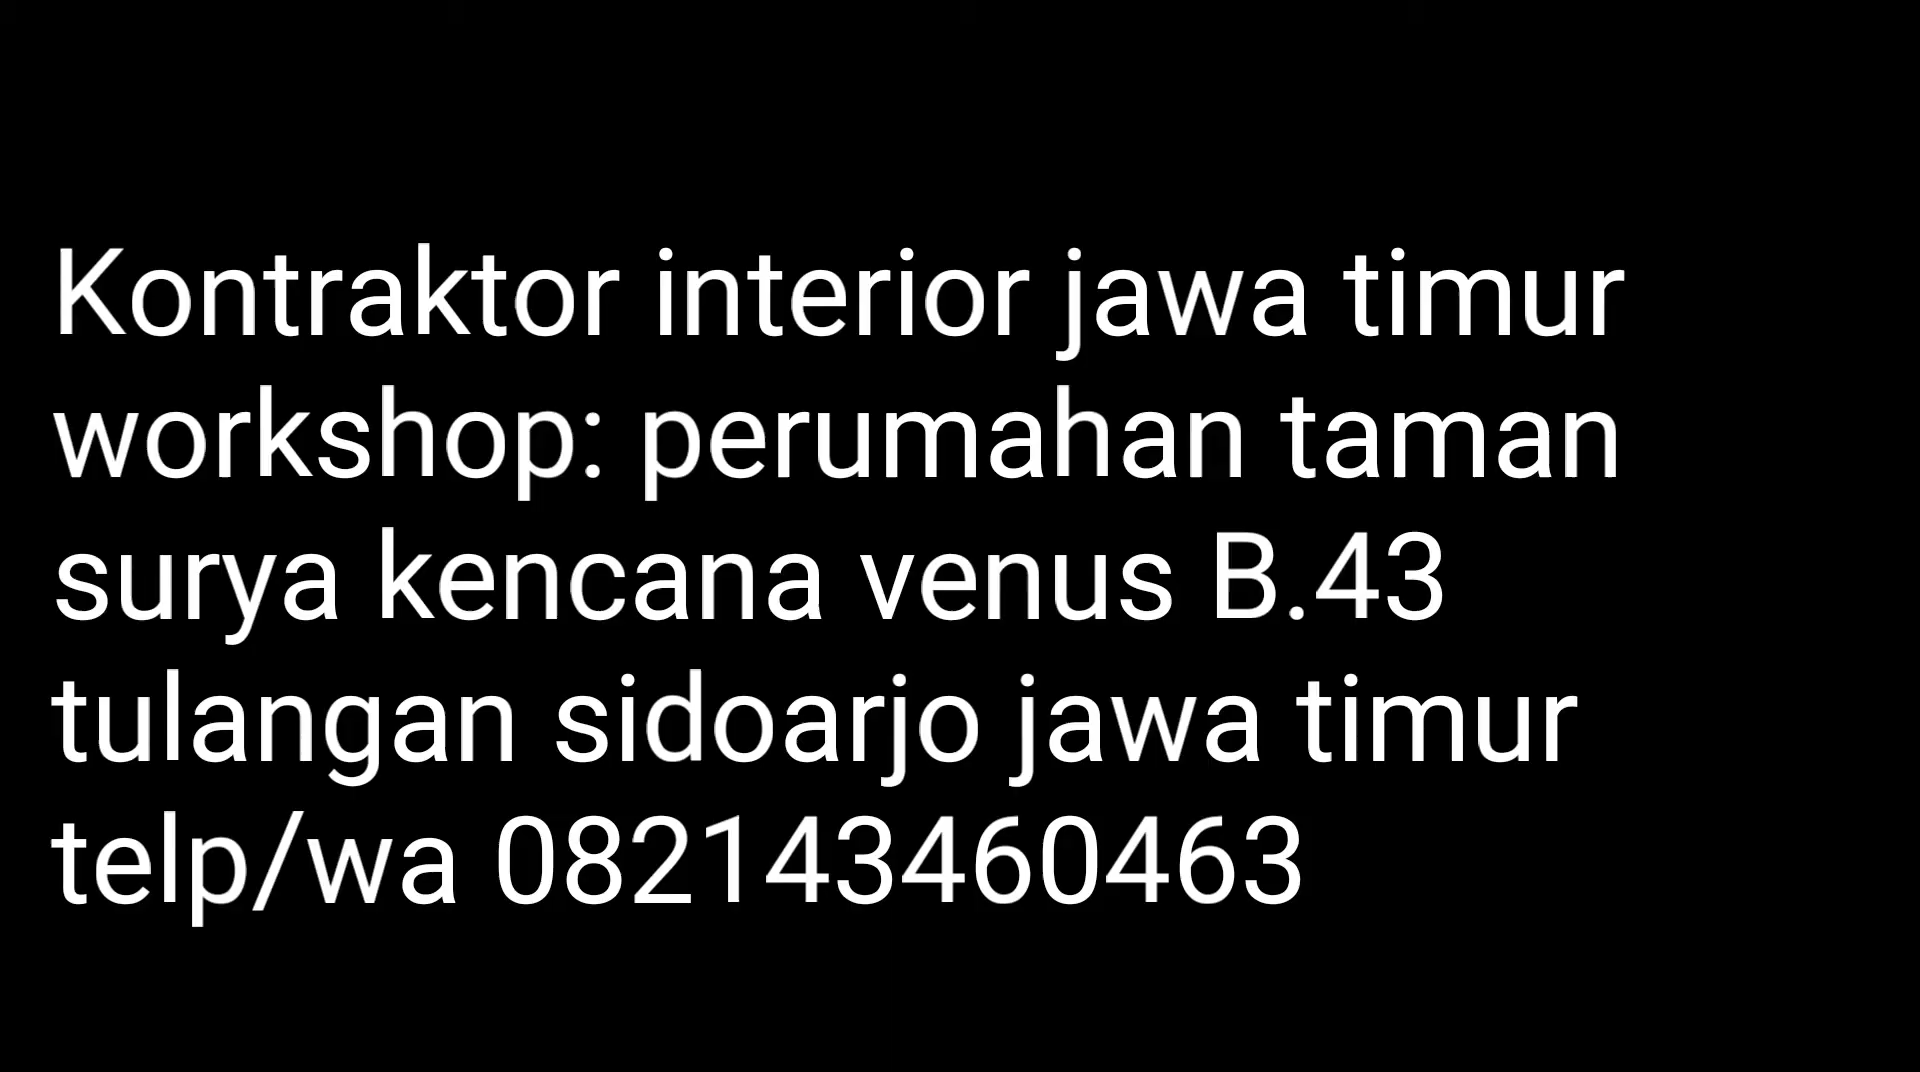 Kontraktor interior jawa timur
workshop: perumahan taman
surya kencana venus B.43
tulangan sidoarjo jawa timur
telp/wa 082143460463